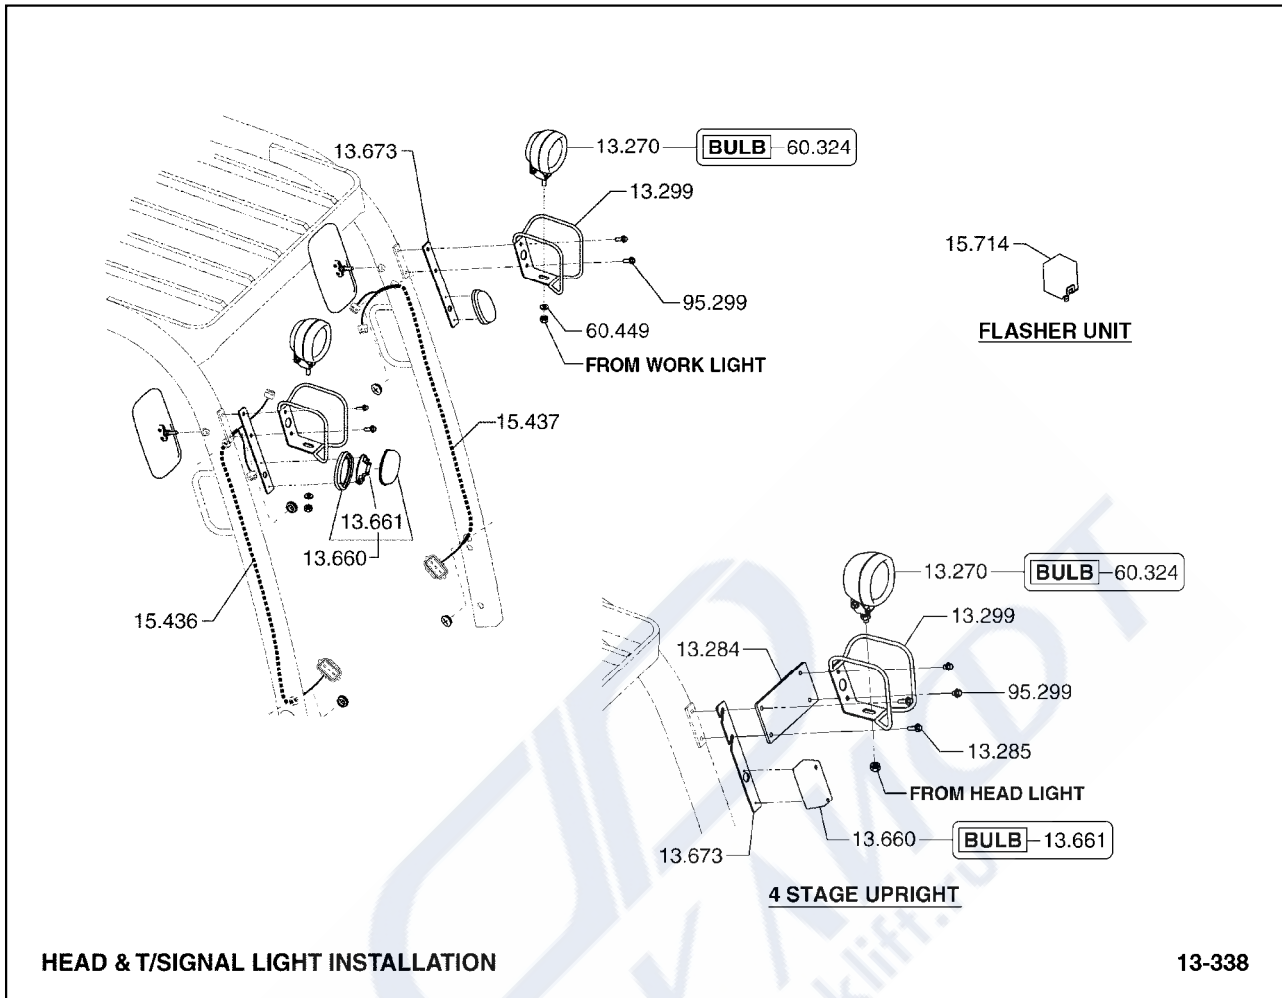 13.673
13.270
BULB 60.324
13.299
15.714
95.299
60.449
FLASHER UNIT
FROM WORK LIGHT
15.437
13.661
13.660
15.436
13.270
BULB 60.324
13.299
13.284
95.299
13.285
FROM HEAD LIGHT
13.660
BULB 13.661
13.673
4 STAGE UPRIGHT
HEAD & T/SIGNAL LIGHT INSTALLATION
13-338